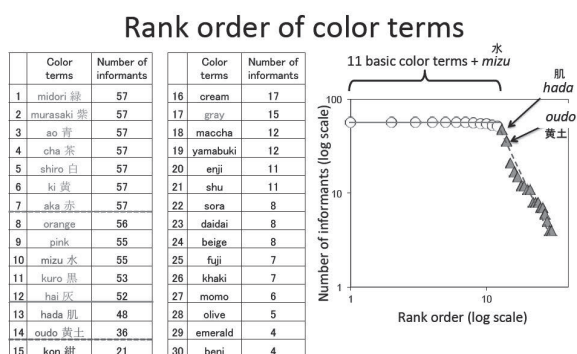 Rank order of color terms
Color terms Number of informants
1 midori 緑 57
2 murasaki 紫 57
3 ao 青 57
4 cha 茶 57
5 shiro 白 57
6 ki 黄 57
7 aka 赤 57
8 orange 56
9 pink 55
10 mizu 水 55
11 kuro 黒 53
12 hai 灰 52
13 hada 肌 48
14 oudo 黄土 36
15 kon 紺 21
Color terms Number of informants
16 cream 17
17 gray 15
18 maccha 12
19 yamabuki 12
20 enji 11
21 shu 11
22 sora 8
23 daidai 8
24 beige 8
25 fuji 7
26 khaki 7
27 momo 6
28 olive 5
29 emerald 4
30 beni 4
水
11 basic color terms + mizu
肌
hada
oudo
黄土
Number of informants (log scale)
100
10
1
1 10
Rank order (log scale)